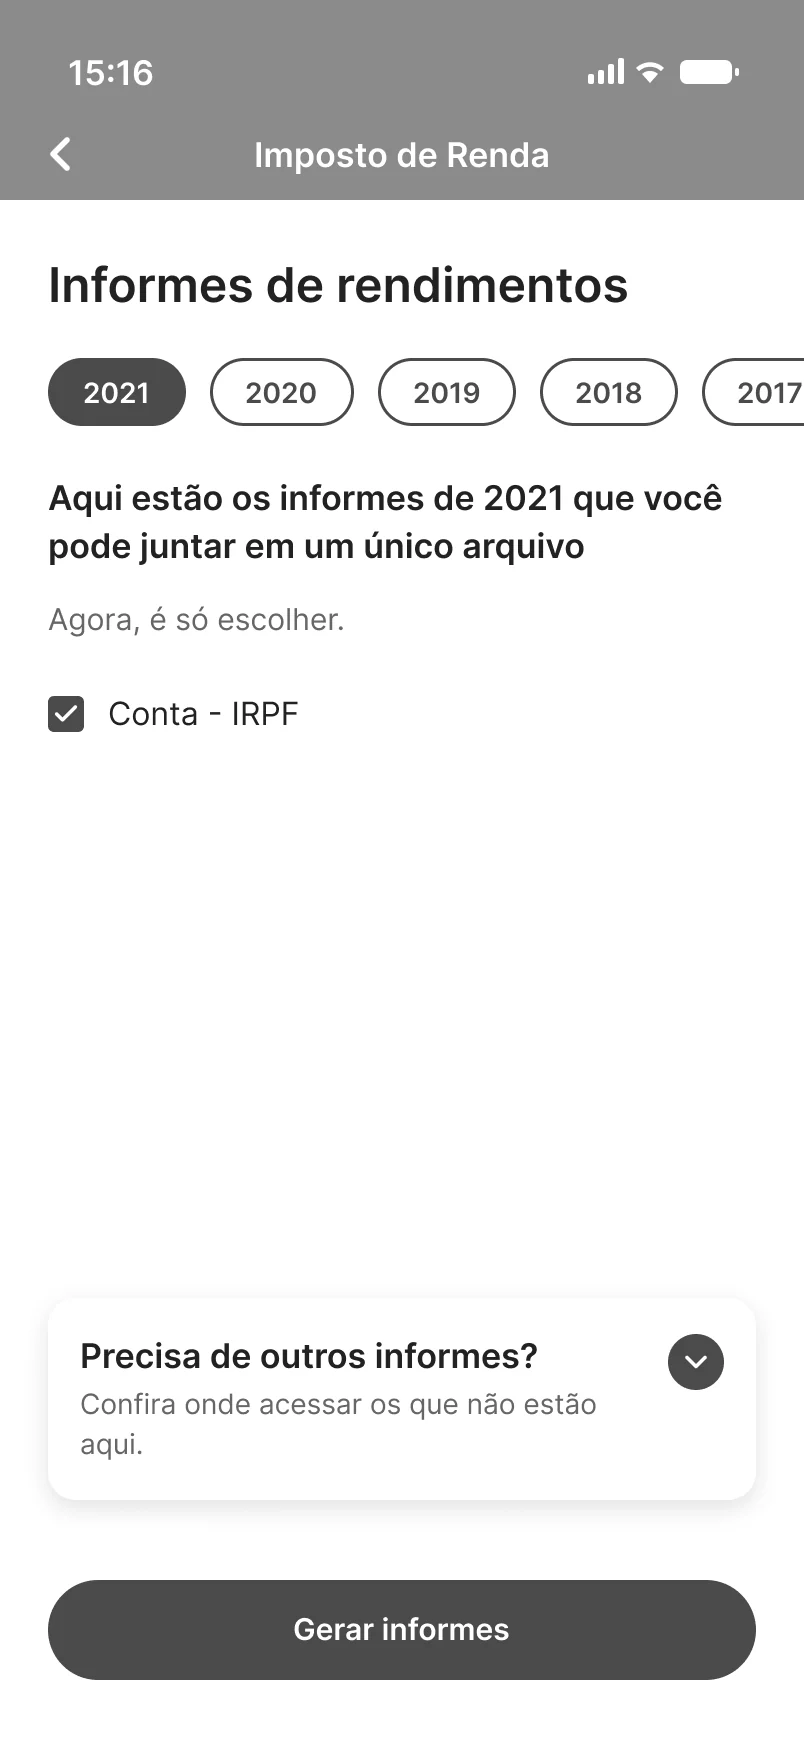 15:16
Imposto de Renda
Informes de rendimentos
2021 2020 2019 2018 2017
Aqui estão os informes de 2021 que você
pode juntar em um único arquivo
Agora, é só escolher.
Conta - IRPF
Precisa de outros informes?
Confira onde acessar os que não estão
aqui.
Gerar informes